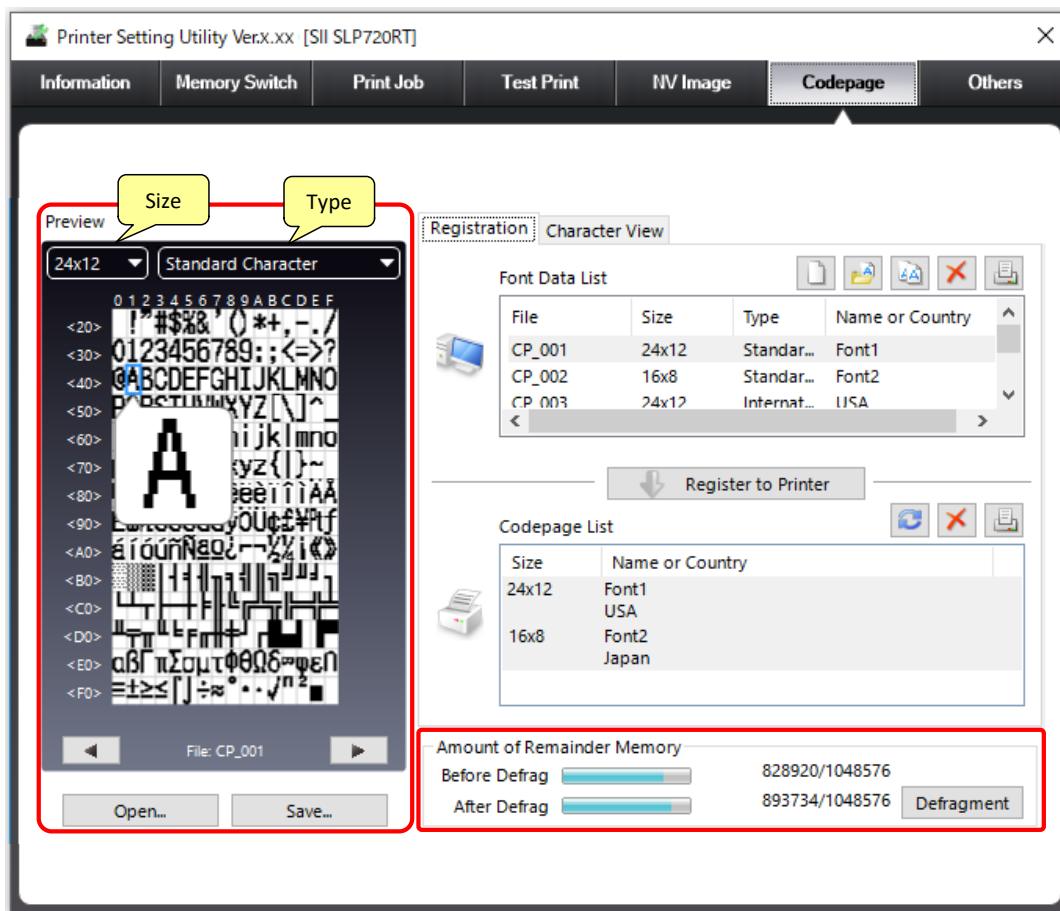 Printer Setting Utility Ver.x.xx [SII SLP720RT]
Information Memory Switch Print Job Test Print NV Image Codepage Others
Size
Type
Preview
24x12 Standard Character
0 1 2 3 4 5 6 7 8 9 A B C D E F
<20> !"#$%&'()*+,-./
<30> 0123456789:;<=>?
<40> @ABCDEFGHIJKLMNO
<50> XYZ[\]^_
<60> hijklmno
<70> xyz{|}~
<80>
<90>
<A0>
<B0>
<C0>
<D0>
<E0>
<F0>
A
File: CP_001
Open... Save...
Registration Character View
Font Data List
File Size Type Name or Country
CP_001 24x12 Standar... Font1
CP_002 16x8 Standar... Font2
CP_003 24x12 Internat... USA
Register to Printer
Codepage List
Size Name or Country
24x12 Font1
USA
16x8 Font2
Japan
Amount of Remainder Memory
Before Defrag 828920/1048576
After Defrag 893734/1048576 Defragment